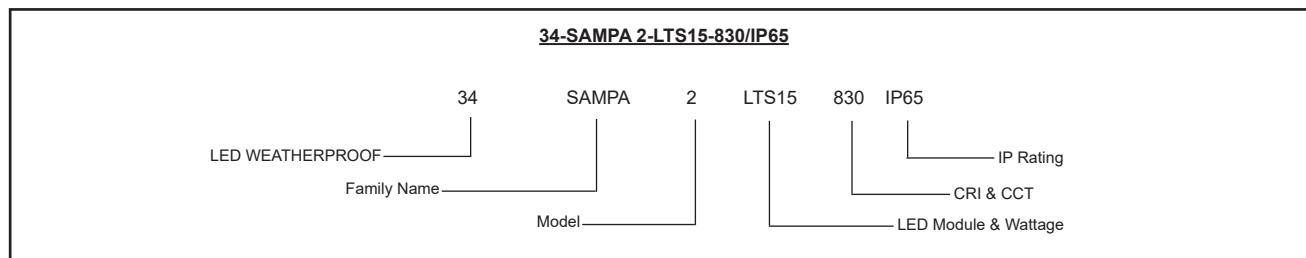 34-SAMPA 2-LTS15-830/IP65
34 SAMPA 2 LTS15 830 IP65
LED WEATHERPROOF
IP Rating
Family Name
CRI & CCT
Model
LED Module & Wattage